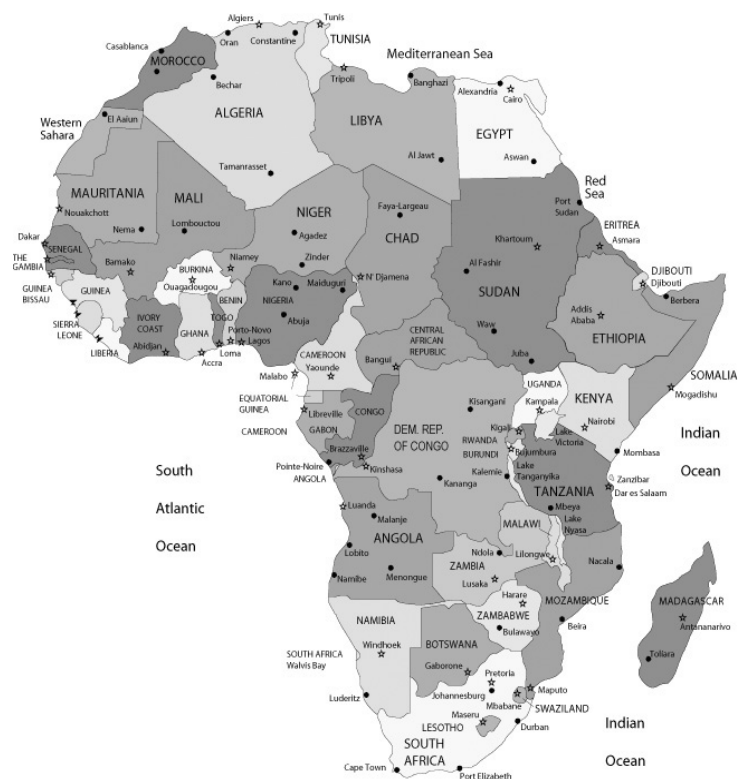 Algiers
Tunis
Casablanca
Oran
Constantine
TUNISIA
Mediterranean Sea
MOROCCO
Tripoli
Bechar
Banghazi
Alexandria
Cairo
ALGERIA
LIBYA
EGYPT
El Aaiun
Western
Sahara
Al Jawt
Aswan
Tamanrasset
MAURITANIA
MALI
NIGER
Faya-Largeau
Red
Sea
Port
Sudan
Nouakchott
Nema
Lombouctou
Agadez
CHAD
ERITREA
Asmara
Dakar
SENEGAL
Khartoum
THE
GAMBIA
Bamako
Niamey
Zinder
Al Fashir
BURKINA
Ouagadougou
N' Djamena
DJIBOUTI
Djibouti
GUINEA
BISSAU
GUINEA
BENIN
Kano
Maiduguri
NIGERIA
SUDAN
Berbera
Addis
Ababa
SIERRA
LEONE
IVORY
COAST
GHANA
TOGO
Abuja
ETHIOPIA
Porto-Novo
Lagos
CENTRAL
AFRICAN
REPUBLIC
Waw
LIBERIA
Abidjan
Accra
Loma
CAMEROON
Yaounde
Bangui
Juba
SOMALIA
Malabo
UGANDA
Kampala
KENYA
Mogadishu
EQUATORIAL
GUINEA
Libreville
CONGO
Kisangani
CAMEROON
GABON
DEM. REP.
OF CONGO
Kigali
Nairobi
Lake
Victoria
Indian
RWANDA
BURUNDI
Bujumbura
Brazzaville
Mombasa
Pointe-Noire
Kinshasa
ANGOLA
Kalemie
Lake
Tanganyika
Zanzibar
Ocean
South
Kananga
TANZANIA
Dar es Salaam
Atlantic
Luanda
Malanje
Mbeya
MALAWI
Lake
Nyasa
Ocean
ANGOLA
Lobito
Ndola
Lilongwe
Nacala
ZAMBIA
Namibe
Menongue
Lusaka
Harare
MOZAMBIQUE
MADAGASCAR
NAMIBIA
ZAMBABWE
Beira
Antananarivo
Bulawayo
SOUTH AFRICA
Walvis Bay
Windhoek
BOTSWANA
Toliara
Gaborone
Pretoria
Johannesburg
Maputo
Luderitz
Mbabane
SWAZILAND
Maseru
LESOTHO
Durban
Indian
SOUTH
AFRICA
Cape Town
Port Elizabeth
Ocean